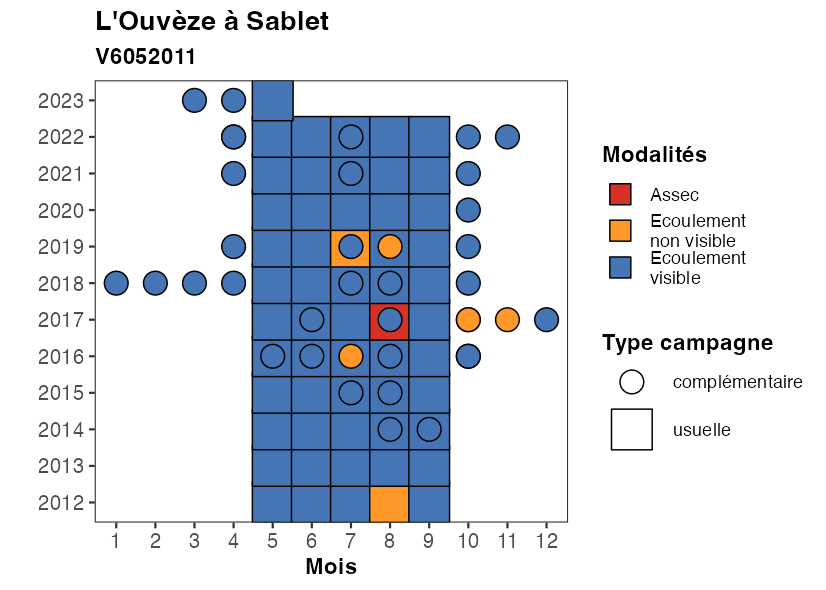 L'Ouvèze à Sablet
V6052011
2023
2022
2021
2020
2019
2018
2017
2016
2015
2014
2013
2012
1 2 3 4 5 6 7 8 9 10 11 12
Mois
Modalités
Assec
Ecoulement
non visible
Ecoulement
visible
Type campagne
complémentaire
usuelle